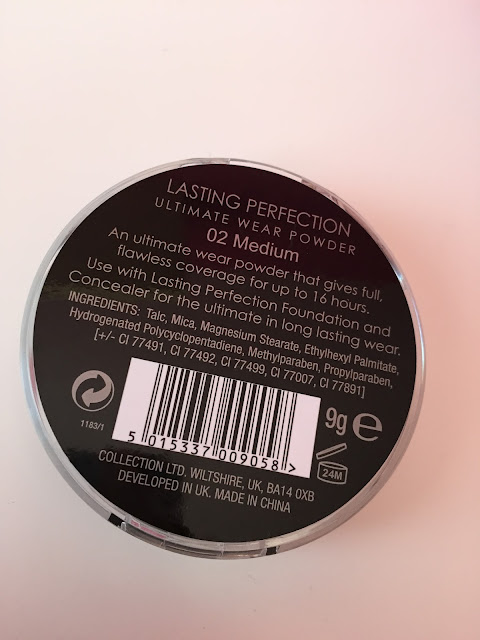 LASTING PERFECTION
ULTIMATE WEAR POWDER
02 Medium
An ultimate wear powder that gives full,
flawless coverage for up to 16 hours.
Use with Lasting Perfection Foundation and
Concealer for the ultimate in long lasting wear.
INGREDIENTS: Talc, Mica, Magnesium Stearate, Ethylhexyl Palmitate,
Hydrogenated Polycyclopentadiene, Methylparaben, Propylparaben,
[+/- CI 77491, CI 77492, CI 77499, CI 77007, CI 77891]
1183/1
5 015337 009058 >
9g e
24M
COLLECTION LTD. WILTSHIRE, UK, BA14 0XB
DEVELOPED IN UK. MADE IN CHINA